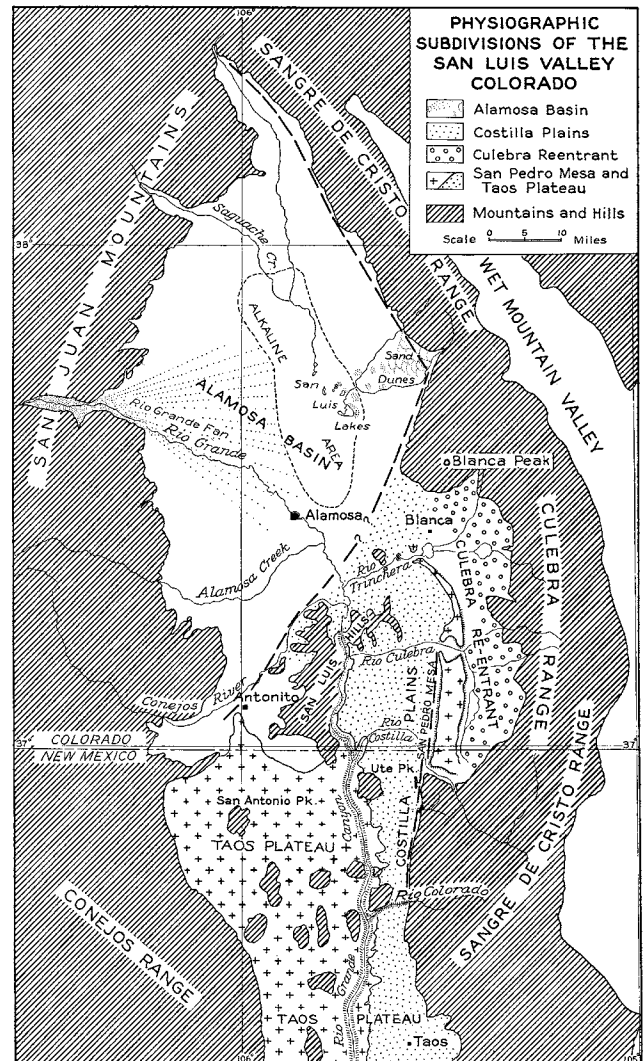 PHYSIOGRAPHIC
SUBDIVISIONS OF THE
SAN LUIS VALLEY
COLORADO
Alamosa Basin
Costilla Plains
Culebra Reentrant
San Pedro Mesa and
Taos Plateau
Mountains and Hills
Scale 0 5 10 Miles
106°
SANGRE DE CRISTO
RANGE
SAN JUAN MOUNTAINS
38°
Saguache Cr.
WET MOUNTAIN VALLEY
ALKALINE
AREA
Sand
Dunes
San
Luis
Lakes
ALAMOSA BASIN
Rio Grande Fan
Rio Grande
Blanca Peak
Alamosa
Blanca
CULEBRA RANGE
CULEBRA
RE-ENTRANT
Alamosa Creek
Rio
Trinchera
SAN LUIS HILLS
Rio Culebra
Conejos River
Antonito
PLAINS
SAN PEDRO MESA
Rio
Costilla
COLORADO
37°
37°
NEW MEXICO
Ute Pk.
San Antonio Pk.
Canyon
COSTILLA
TAOS PLATEAU
Rio Colorado
SANGRE DE CRISTO RANGE
CONEJOS RANGE
Rio Grande
TAOS PLATEAU
Taos
106°